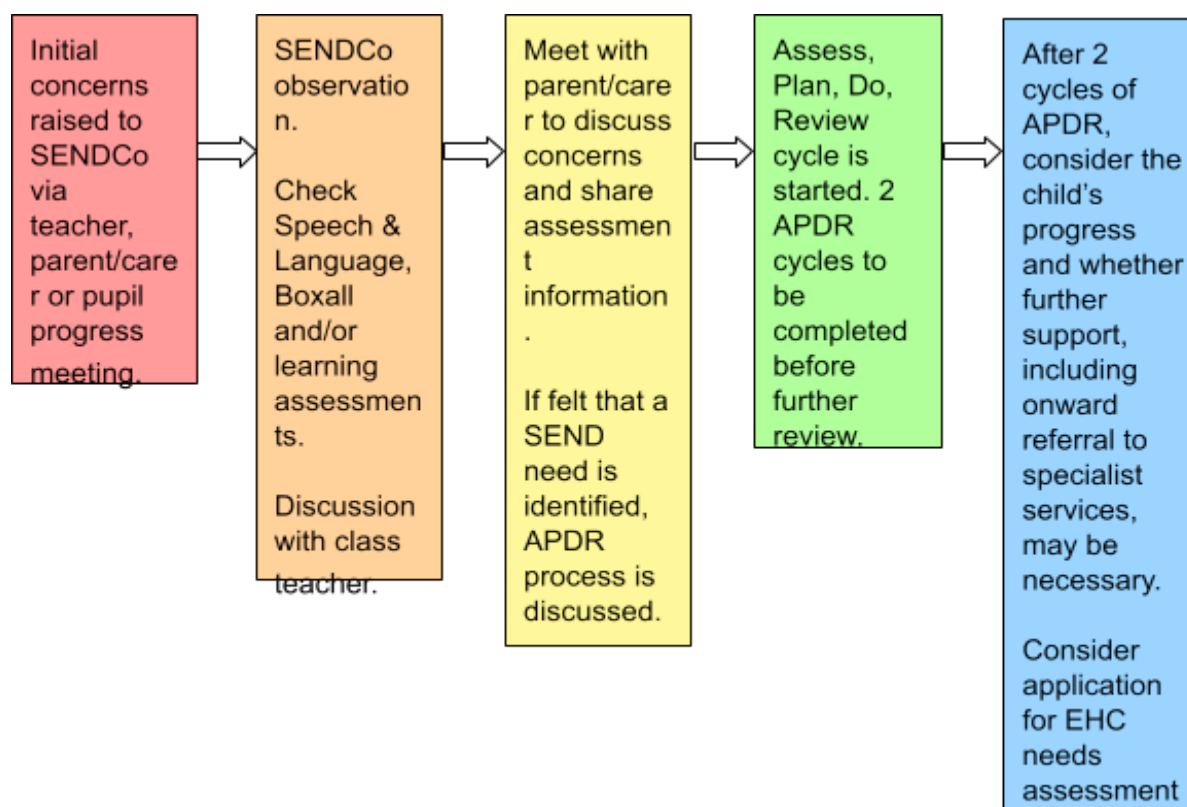 Initial
concerns
raised to
SENDCo
via
teacher,
parent/care
r or pupil
progress
meeting.
SENDCo
observatio
n.
Check
Speech &
Language,
Boxall
and/or
learning
assessmen
ts.
Discussion
with class
teacher.
Meet with
parent/care
r to discuss
concerns
and share
assessmen
t
information
.
If felt that a
SEND
need is
identified,
APDR
process is
discussed.
Assess,
Plan, Do,
Review
cycle is
started. 2
APDR
cycles to
be
completed
before
further
review.
After 2
cycles of
APDR,
consider the
child’s
progress
and whether
further
support,
including
onward
referral to
specialist
services,
may be
necessary.
Consider
application
for EHC
needs
assessment